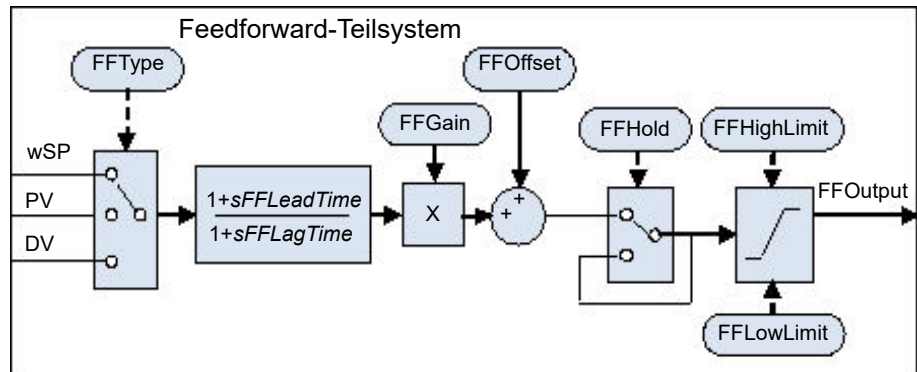 Feedforward-Teilsystem
FFType
FFOffset
FFGain
FFHold
FFHighLimit
wSP
PV
DV
1+sFFLeadTime
1+sFFLagTime
X
+
+
FFOutput
FFLowLimit